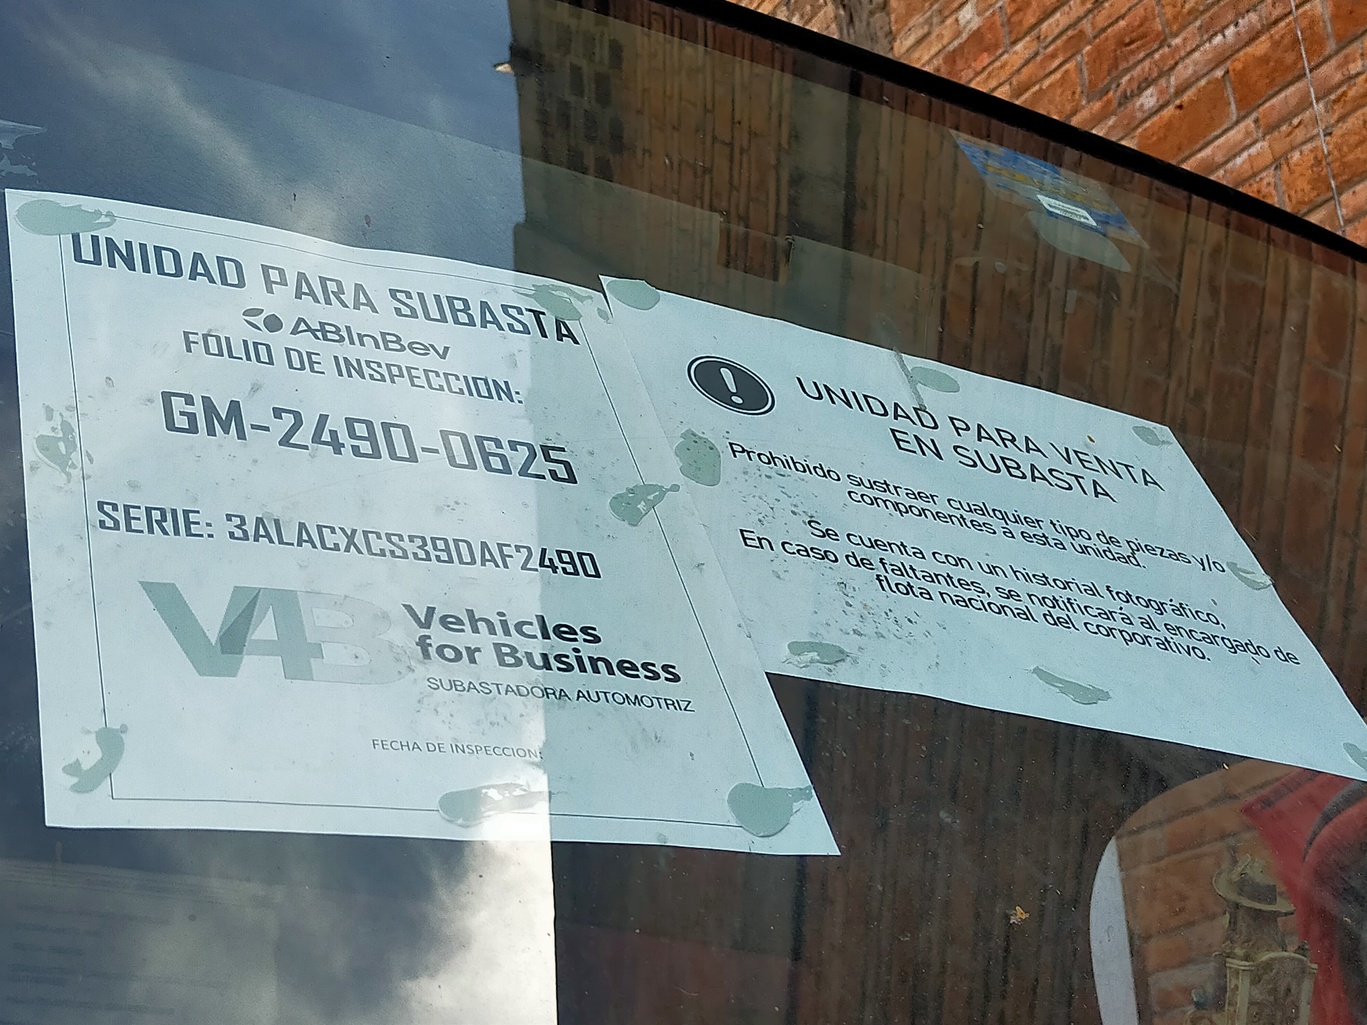 UNIDAD PARA SUBASTA
ABInBev
FOLIO DE INSPECCION:
GM-2490-0625
SERIE: 3ALACXCS39DAF2490
V4B
Vehicles
for Business
SUBASTADORA AUTOMOTRIZ
FECHA DE INSPECCION:
!
UNIDAD PARA VENTA
EN SUBASTA
Prohibido sustraer cualquier tipo de piezas y/o
componentes a esta unidad.
Se cuenta con un historial fotográfico,
En caso de faltantes, se notificará al encargado de
flota nacional del corporativo.